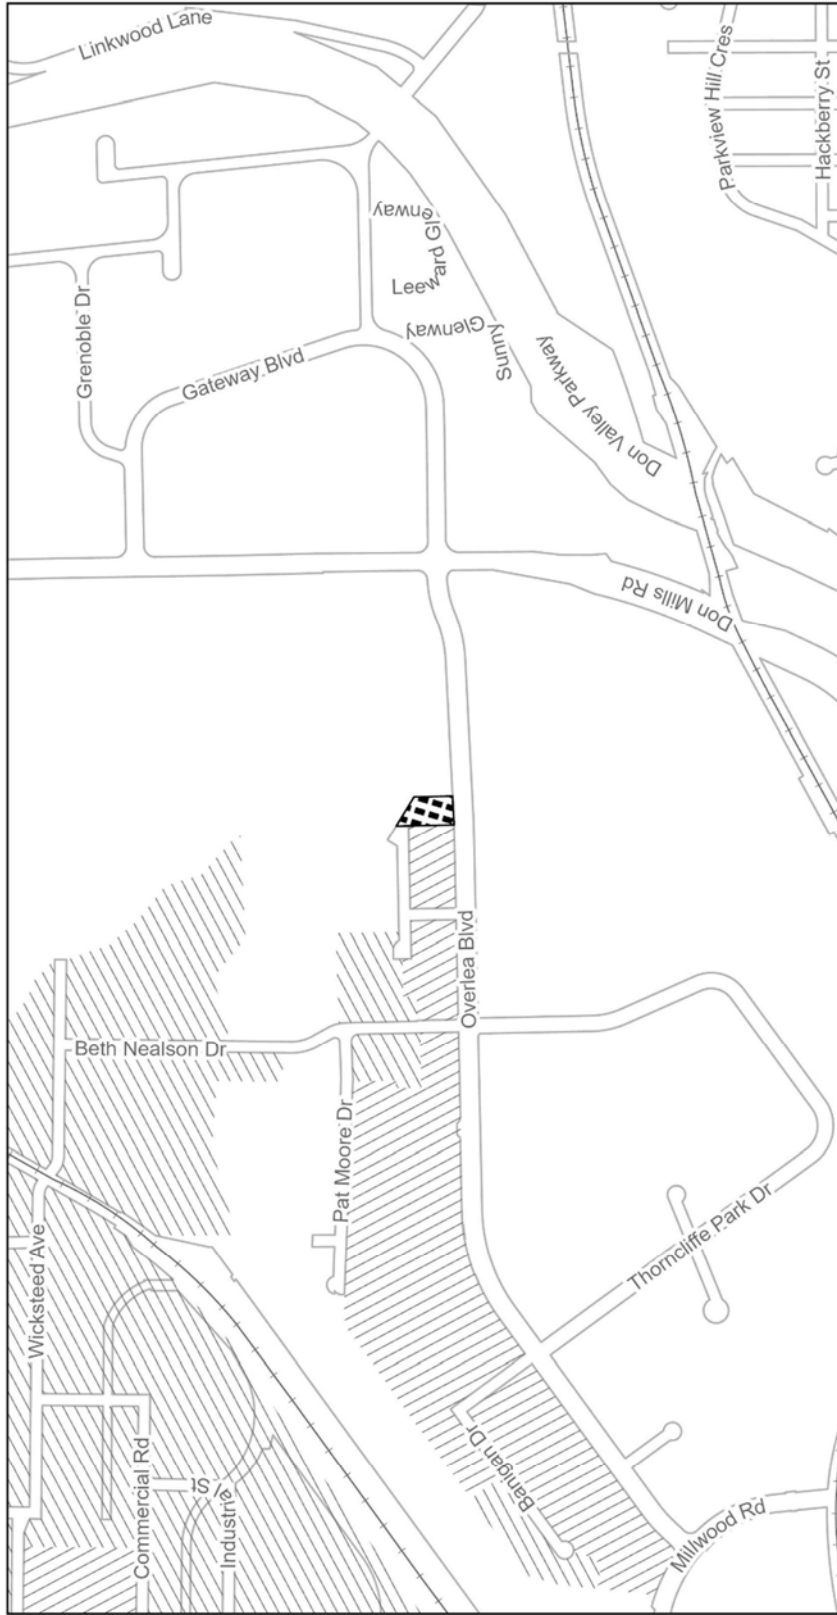 Linkwood Lane
Parkview Hill Cres
Hackberry St
Leeward Glenway
Grenoble Dr
Gateway Blvd
Sunny Glenway
Don Valley Parkway
Don Mills Rd
Overlea Blvd
Beth Nealson Dr
Pat Moore Dr
Thorncliffe Park Dr
Wicksteed Ave
Banigan Dr
Commercial Rd
Industrial St
Millwood Rd